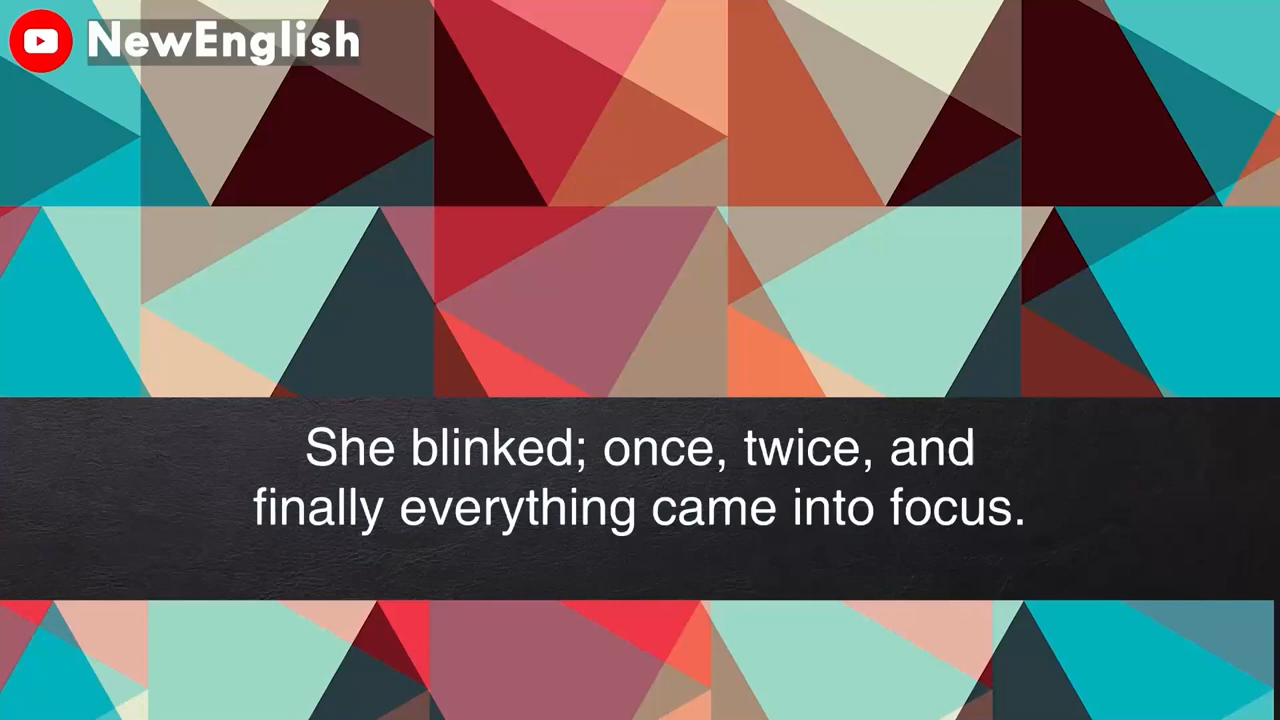 NewEnglish
She blinked; once, twice, and
finally everything came into focus.